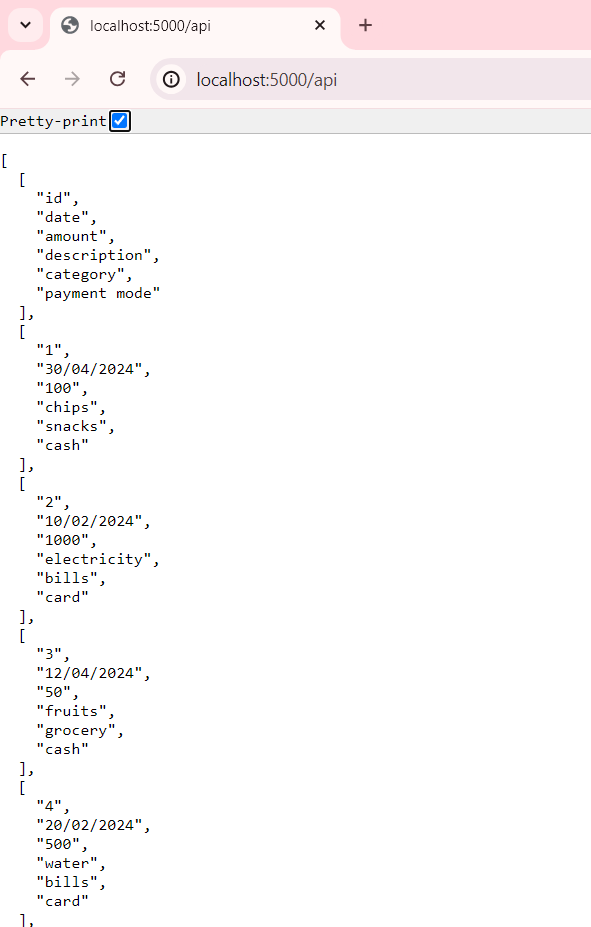 localhost:5000/api
localhost:5000/api
Pretty-print
[
  [
    "id",
    "date",
    "amount",
    "description",
    "category",
    "payment mode"
  ],
  [
    "1",
    "30/04/2024",
    "100",
    "chips",
    "snacks",
    "cash"
  ],
  [
    "2",
    "10/02/2024",
    "1000",
    "electricity",
    "bills",
    "card"
  ],
  [
    "3",
    "12/04/2024",
    "50",
    "fruits",
    "grocery",
    "cash"
  ],
  [
    "4",
    "20/02/2024",
    "500",
    "water",
    "bills",
    "card"
  ],